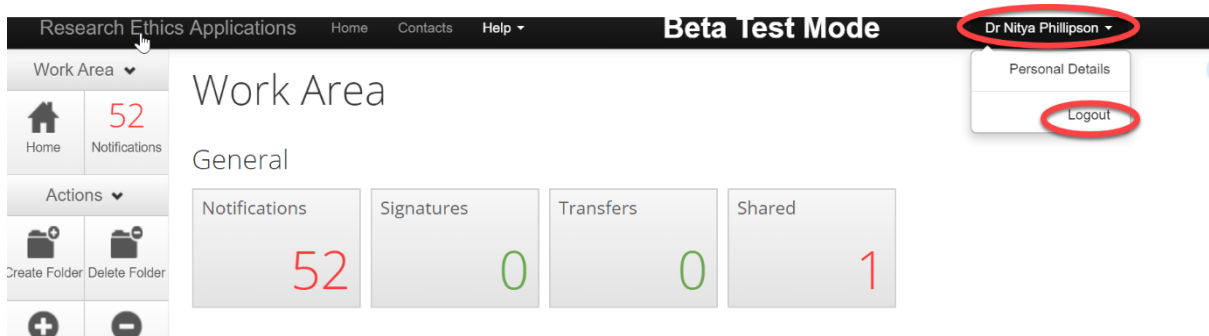 Research Ethics Applications Home Contacts Help Beta Test Mode Dr Nitya Phillipson
Personal Details
Logout
Work Area
Home
52
Notifications
Actions
Create Folder Delete Folder
Work Area
General
Notifications
52
Signatures
0
Transfers
0
Shared
1